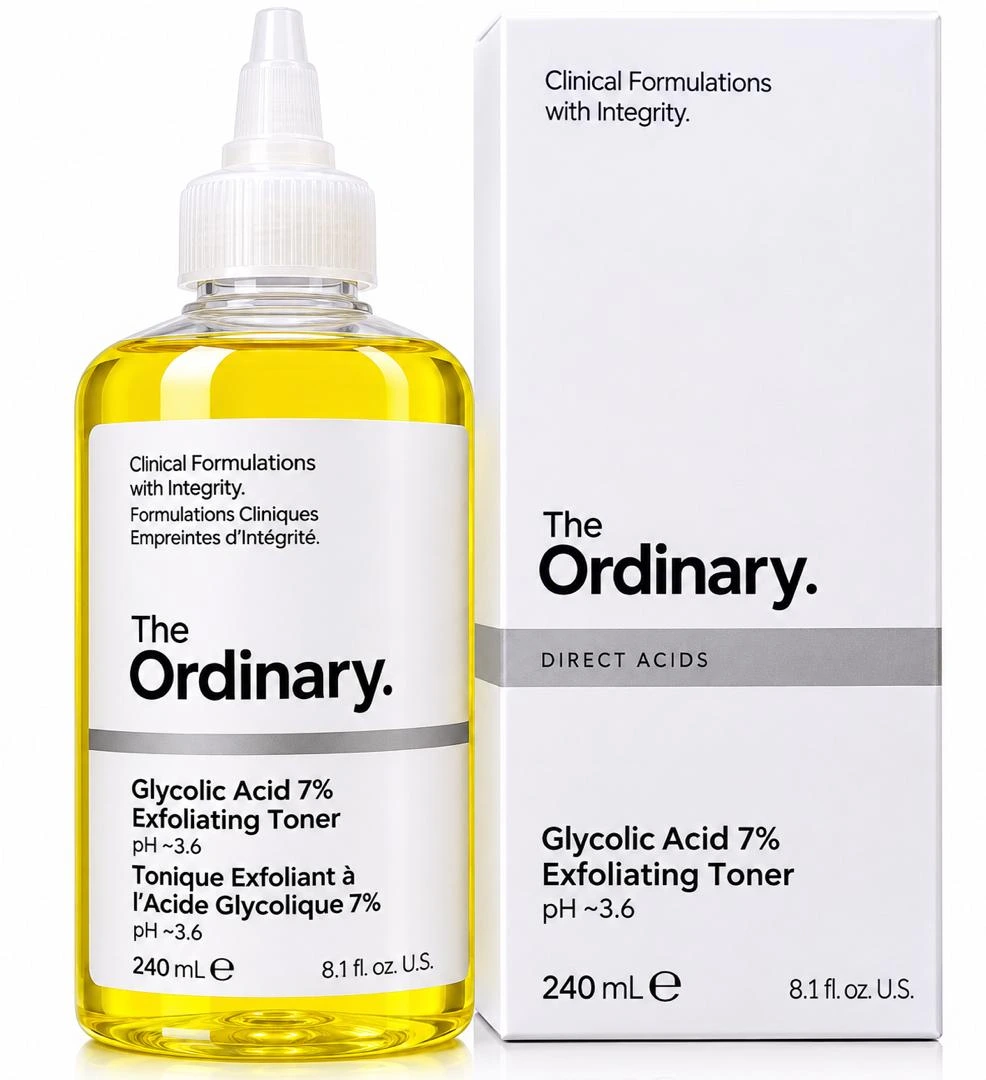 Clinical Formulations
with Integrity.
Formulations Cliniques
Empreintes d'Intégrité.
The
Ordinary.
Glycolic Acid 7%
Exfoliating Toner
pH ~3.6
Tonique Exfoliant à
l'Acide Glycolique 7%
pH ~3.6
240 mL ℮
8.1 fl. oz. U.S.
Clinical Formulations
with Integrity.
The
Ordinary.
DIRECT ACIDS
Glycolic Acid 7%
Exfoliating Toner
pH ~3.6
240 mL ℮
8.1 fl. oz. U.S.